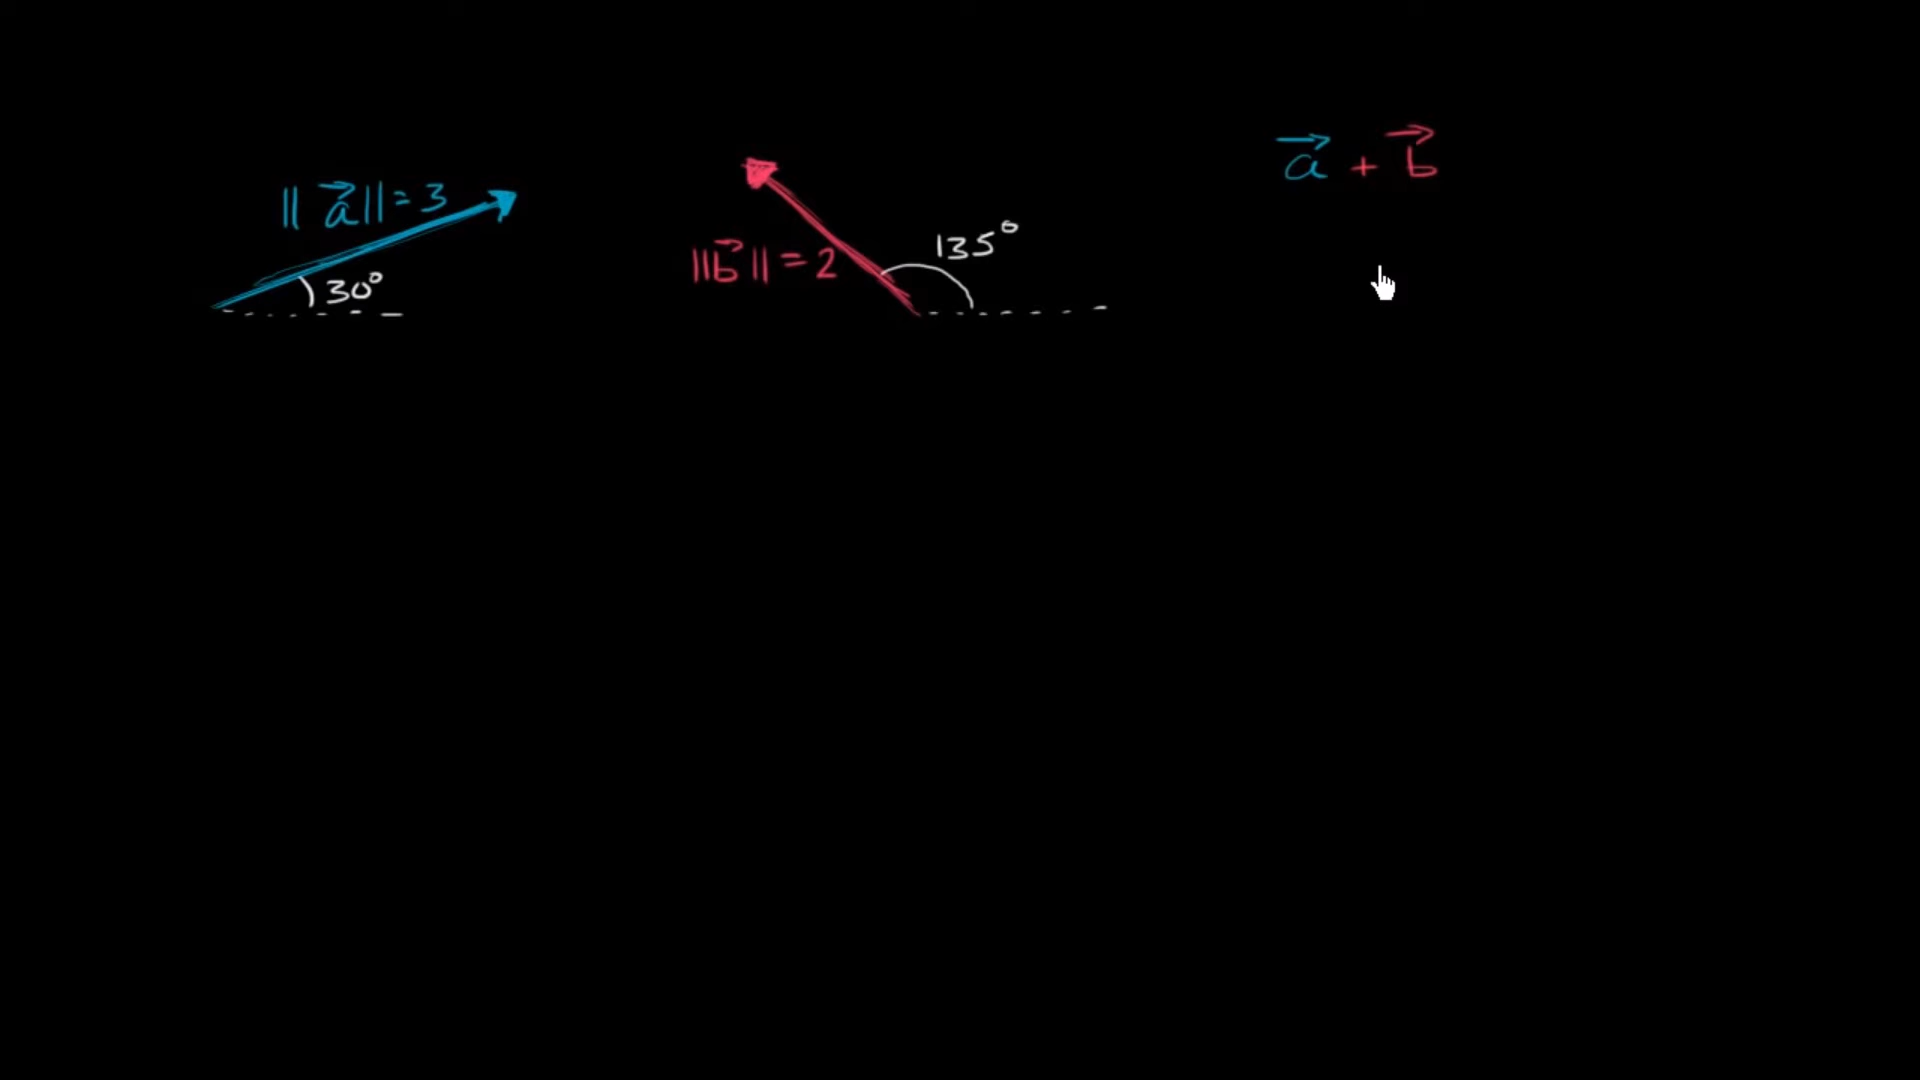 ||a⃗|| = 3
30°
||b⃗|| = 2
135°
a⃗ + b⃗